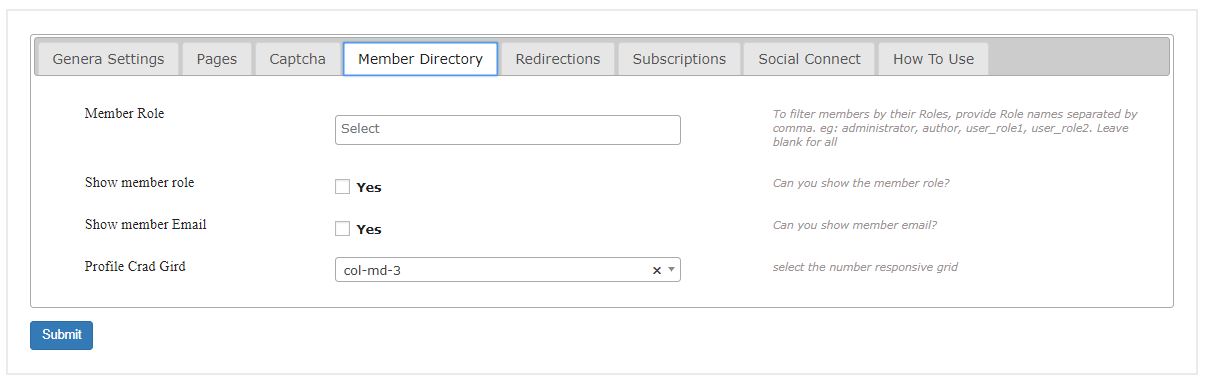 Genera Settings Pages Captcha Member Directory Redirections Subscriptions Social Connect How To Use
Member Role
Select
To filter members by their Roles, provide Role names separated by
comma. eg: administrator, author, user_role1, user_role2. Leave
blank for all
Show member role Yes Can you show the member role?
Show member Email Yes Can you show member email?
Profile Crad Gird col-md-3 × select the number responsive grid
Submit